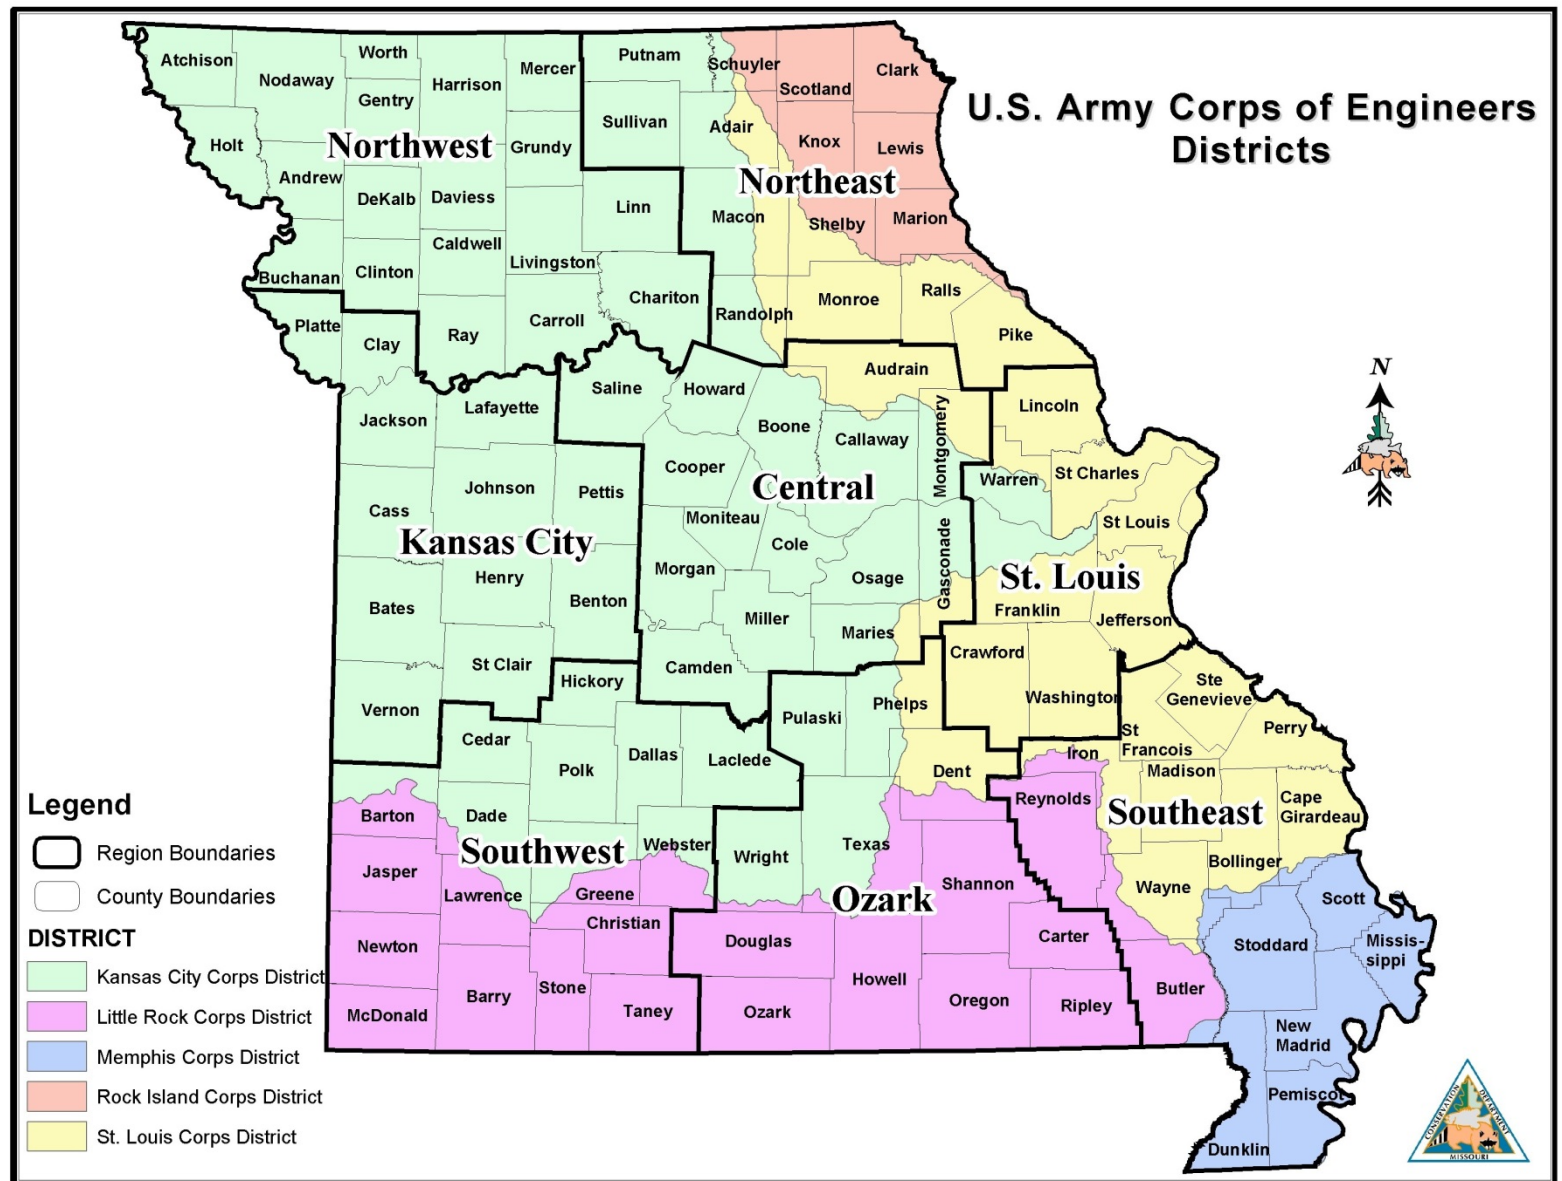 U.S. Army Corps of Engineers
Districts
Atchison
Nodaway
Worth
Gentry
Harrison
Mercer
Putnam
Schuyler
Scotland
Clark
Holt
Andrew
Northwest
Grundy
Sullivan
Adair
Knox
Lewis
Northeast
DeKalb
Daviess
Linn
Macon
Shelby
Marion
Buchanan
Clinton
Caldwell
Livingston
Chariton
Randolph
Monroe
Ralls
Pike
Platte
Clay
Ray
Carroll
Saline
Howard
Audrain
Lincoln
Jackson
Lafayette
Boone
Callaway
Montgomery
Cooper
Central
Warren
St Charles
Johnson
Pettis
Cass
Moniteau
Cole
St Louis
Kansas City
Henry
Morgan
Osage
Gasconade
St. Louis
Franklin
Bates
Benton
Miller
Maries
Jefferson
St Clair
Camden
Crawford
Washington
Ste
Genevieve
Hickory
Vernon
Pulaski
Phelps
St
Francois
Perry
Cedar
Polk
Dallas
Laclede
Dent
Iron
Madison
Reynolds
Southeast
Cape
Girardeau
Barton
Dade
Southwest
Webster
Wright
Texas
Jasper
Lawrence
Greene
Christian
Ozark
Shannon
Wayne
Bollinger
Scott
Newton
Douglas
Howell
Carter
Stoddard
Missis-
sippi
McDonald
Barry
Stone
Taney
Ozark
Oregon
Ripley
Butler
New
Madrid
Pemiscot
Dunklin
N
Legend
Region Boundaries
County Boundaries
DISTRICT
Kansas City Corps District
Little Rock Corps District
Memphis Corps District
Rock Island Corps District
St. Louis Corps District
CONSERVATION
DEPARTMENT
MISSOURI